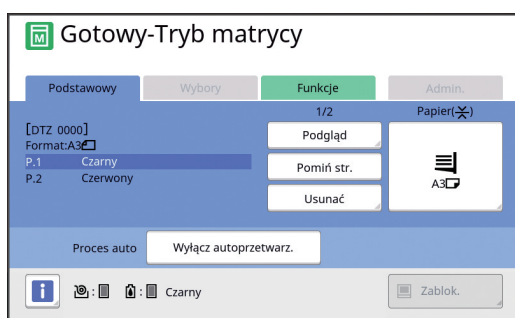 Gotowy-Tryb matrycy
Podstawowy Wybory Funkcje Admin.
1/2 Papier(⁠)
[DTZ 0000]
Format:A3
Podgląd
P.1 Czarny
Pomiń str.
P.2 Czerwony
A3
Usunać
Proces auto Wyłącz autoprzetwarz.
: : Czarny Zablok.